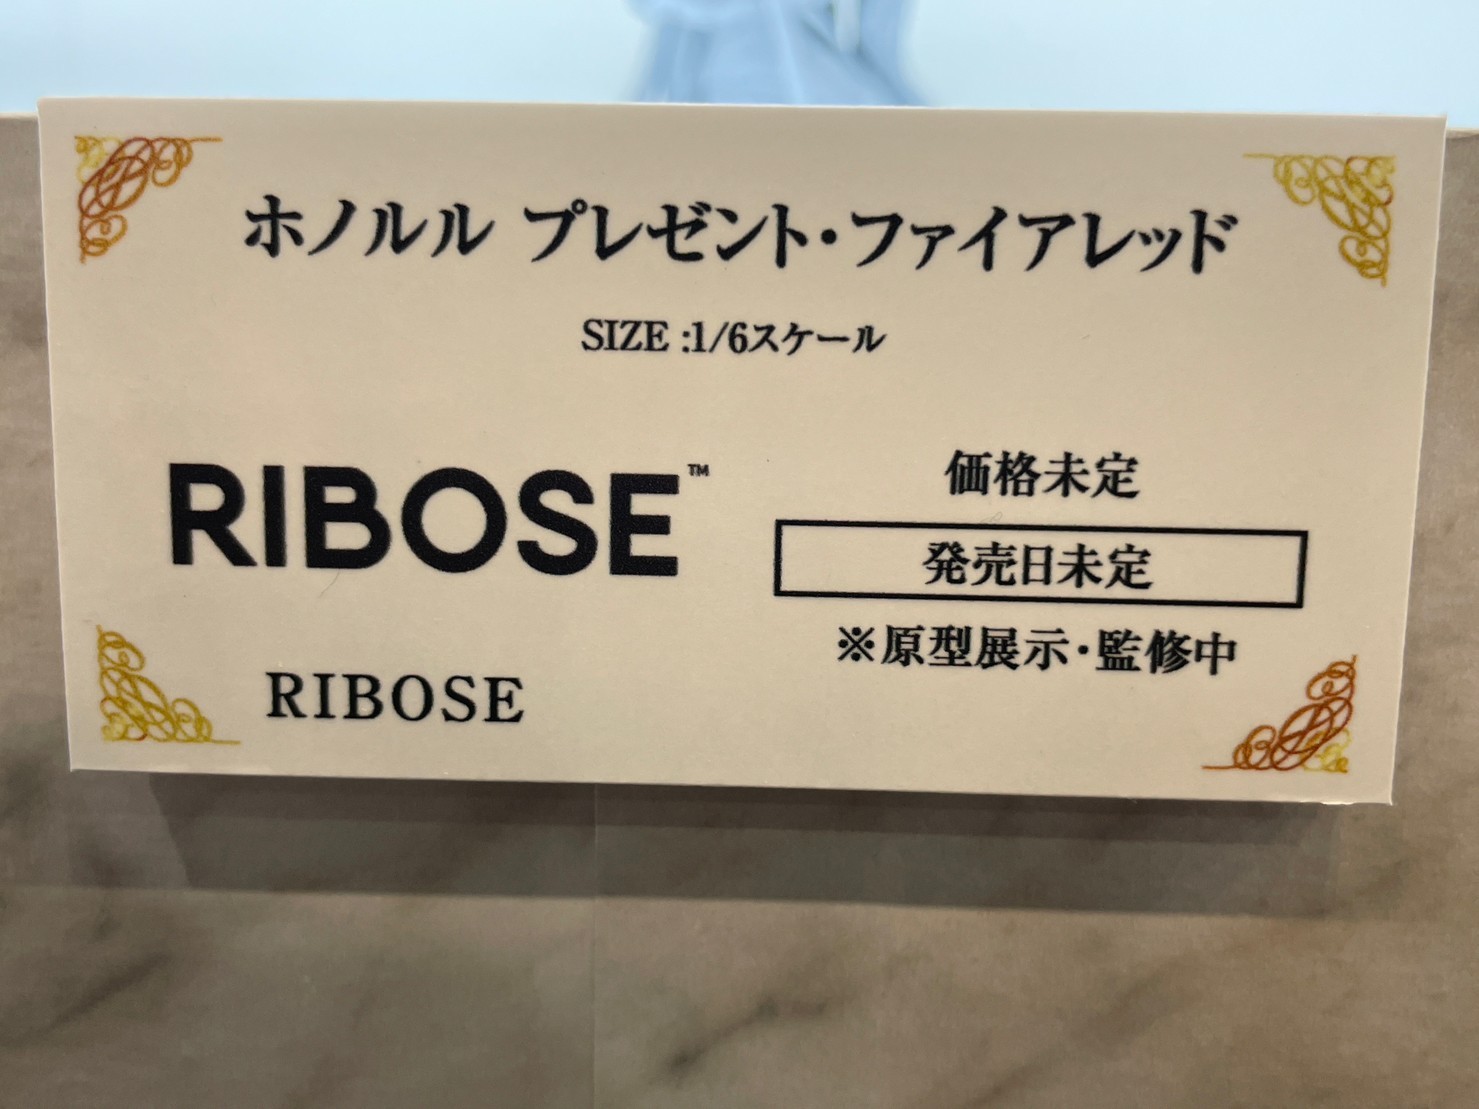 ホノルル プレゼント・ファイアレッド
SIZE :1/6スケール
RIBOSE™
価格未定
発売日未定
※原型展示・監修中
RIBOSE